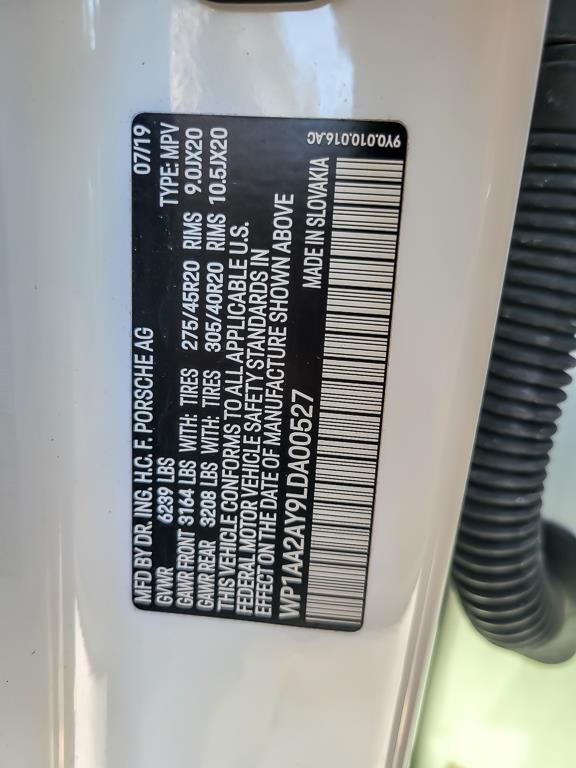 MFD BY DR. ING. H.C. F. PORSCHE AG 07/19
GVWR 6239 LBS TYPE: MPV
GAWR FRONT 3164 LBS WITH: TIRES 275/45R20 RIMS 9.0JX20
GAWR REAR 3208 LBS WITH: TIRES 305/40R20 RIMS 10.5JX20
THIS VEHICLE CONFORMS TO ALL APPLICABLE U.S.
FEDERAL MOTOR VEHICLE SAFETY STANDARDS IN
EFFECT ON THE DATE OF MANUFACTURE SHOWN ABOVE
WP1AA2AY9LDA00527 MADE IN SLOVAKIA
9Y0.010.016.AC